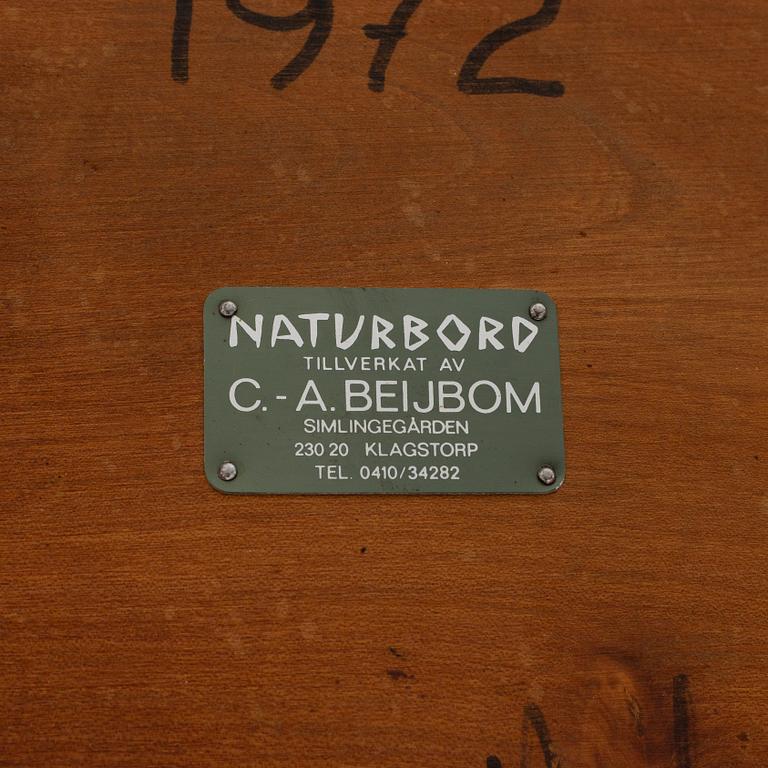 1972
NATURBORD
TILLVERKAT AV
C.-A. BEIJBOM
SIMLINGEGÅRDEN
230 20 KLAGSTORP
TEL. 0410/34282